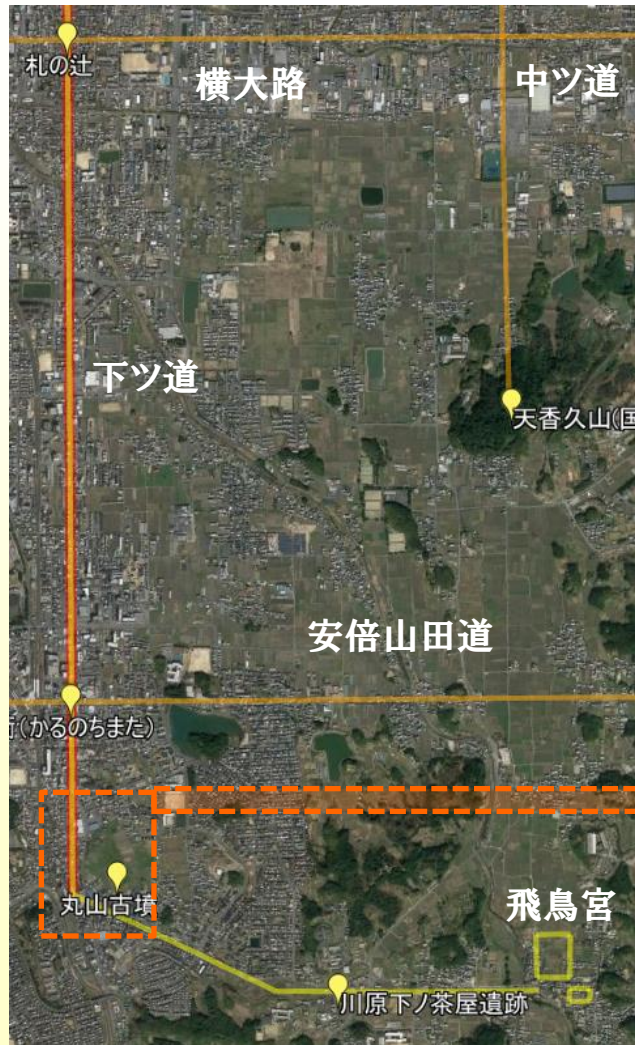 札の辻
横大路
中ツ道
下ツ道
天香久山(国
安倍山田道
(かるのちまた)
丸山古墳
飛鳥宮
川原下ノ茶屋遺跡